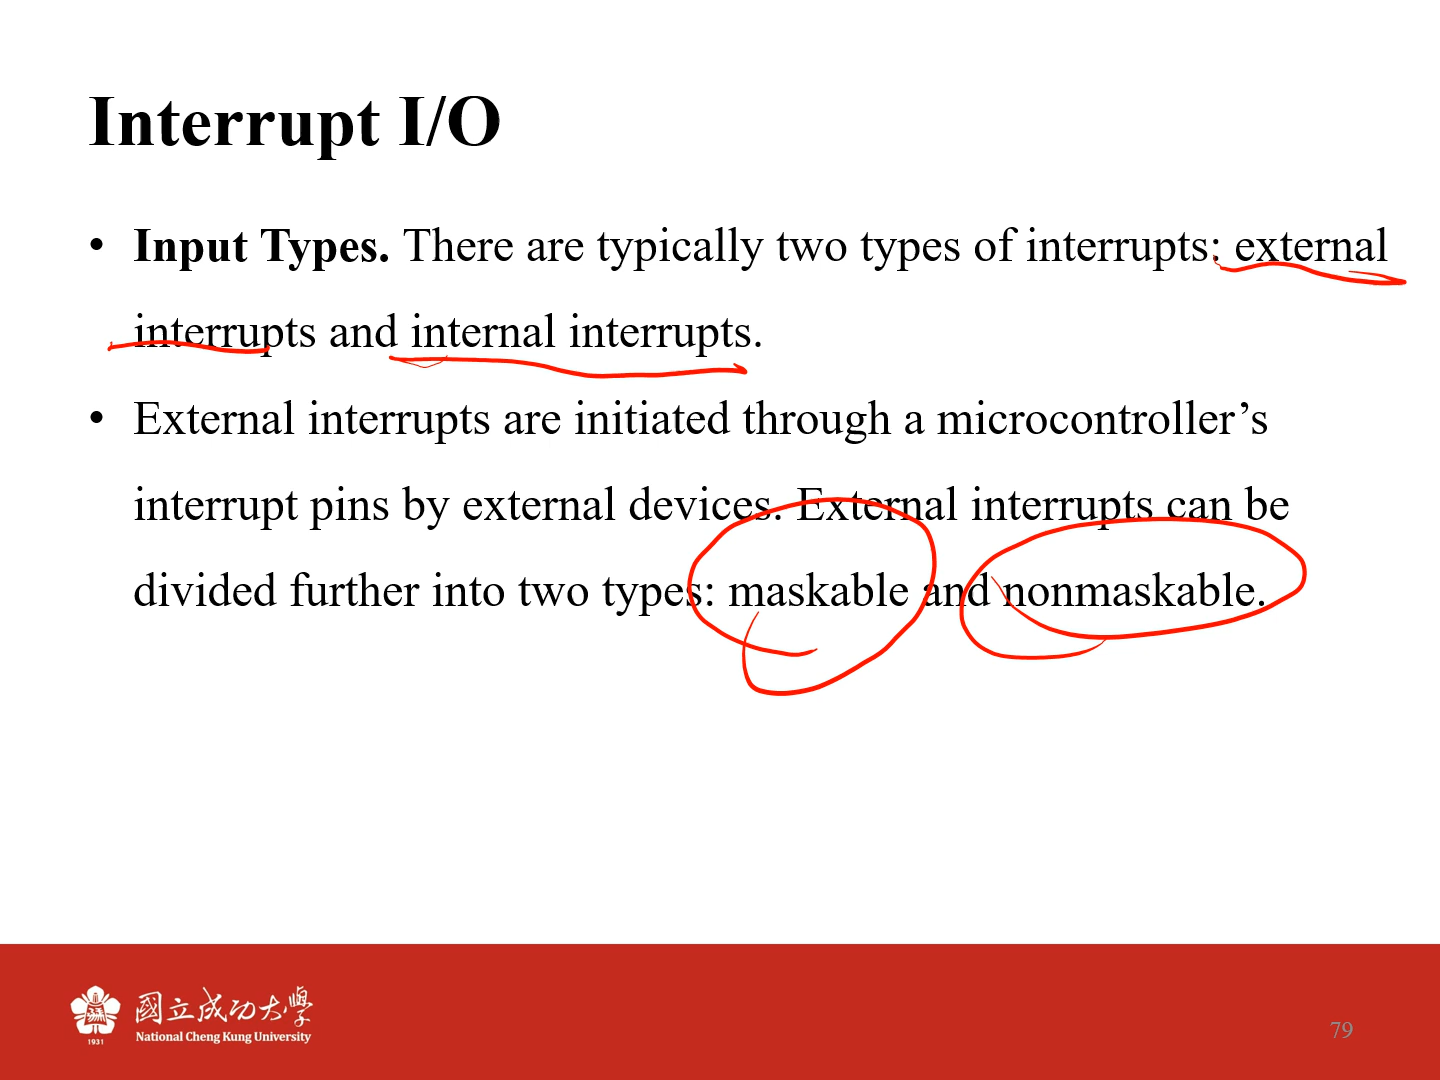 Interrupt I/O
• Input Types. There are typically two types of interrupts: external
interrupts and internal interrupts.
• External interrupts are initiated through a microcontroller’s
interrupt pins by external devices. External interrupts can be
divided further into two types: maskable and nonmaskable.
國立成功大學
National Cheng Kung University
1931
79